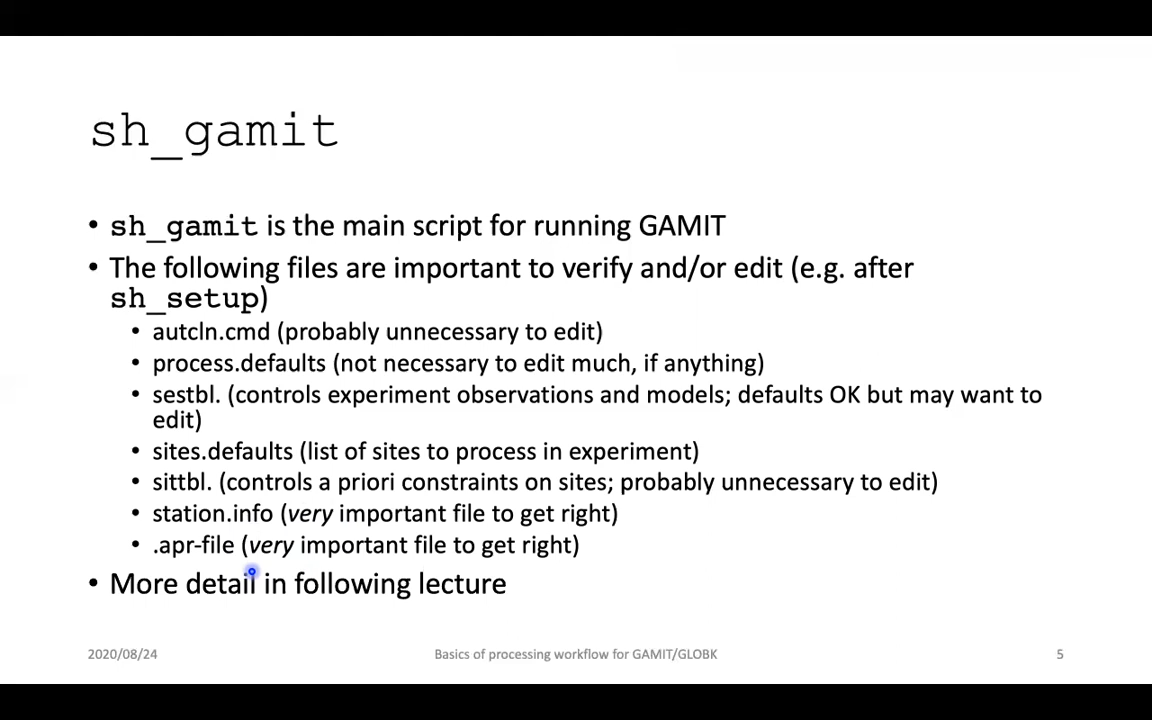 sh_gamit
• sh_gamit is the main script for running GAMIT
• The following files are important to verify and/or edit (e.g. after
sh_setup)
• autcln.cmd (probably unnecessary to edit)
• process.defaults (not necessary to edit much, if anything)
• sestbl. (controls experiment observations and models; defaults OK but may want to
edit)
• sites.defaults (list of sites to process in experiment)
• sittbl. (controls a priori constraints on sites; probably unnecessary to edit)
• station.info (very important file to get right)
• .apr-file (very important file to get right)
• More detail in following lecture
2020/08/24
Basics of processing workflow for GAMIT/GLOBK
5